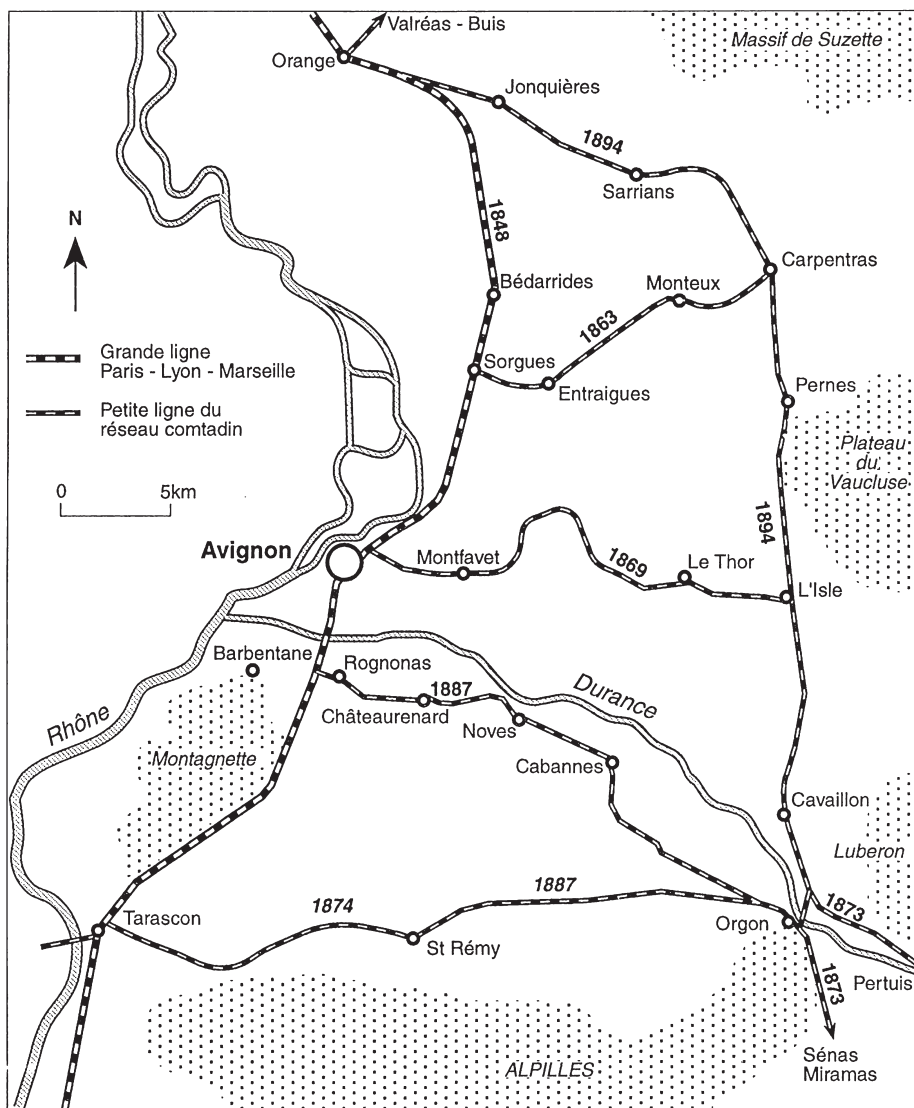 Valréas - Buis
Massif de Suzette
Orange
Jonquières
1894
Sarrians
N
1848
Carpentras
Bédarrides
Monteux
1863
Grande ligne
Paris - Lyon - Marseille
Sorgues
Entraigues
Pernes
Petite ligne du
réseau comtadin
Plateau
du
Vaucluse
0 5km
1894
Avignon
Montfavet
1869
Le Thor
L'Isle
Barbentane
Rognonas
1887
Durance
Rhône
Châteaurenard
Noves
Montagnette
Cabannes
Cavaillon
Luberon
1887
1873
Tarascon
1874
Orgon
St Rémy
1873
Pertuis
Sénas
Miramas
ALPILLES